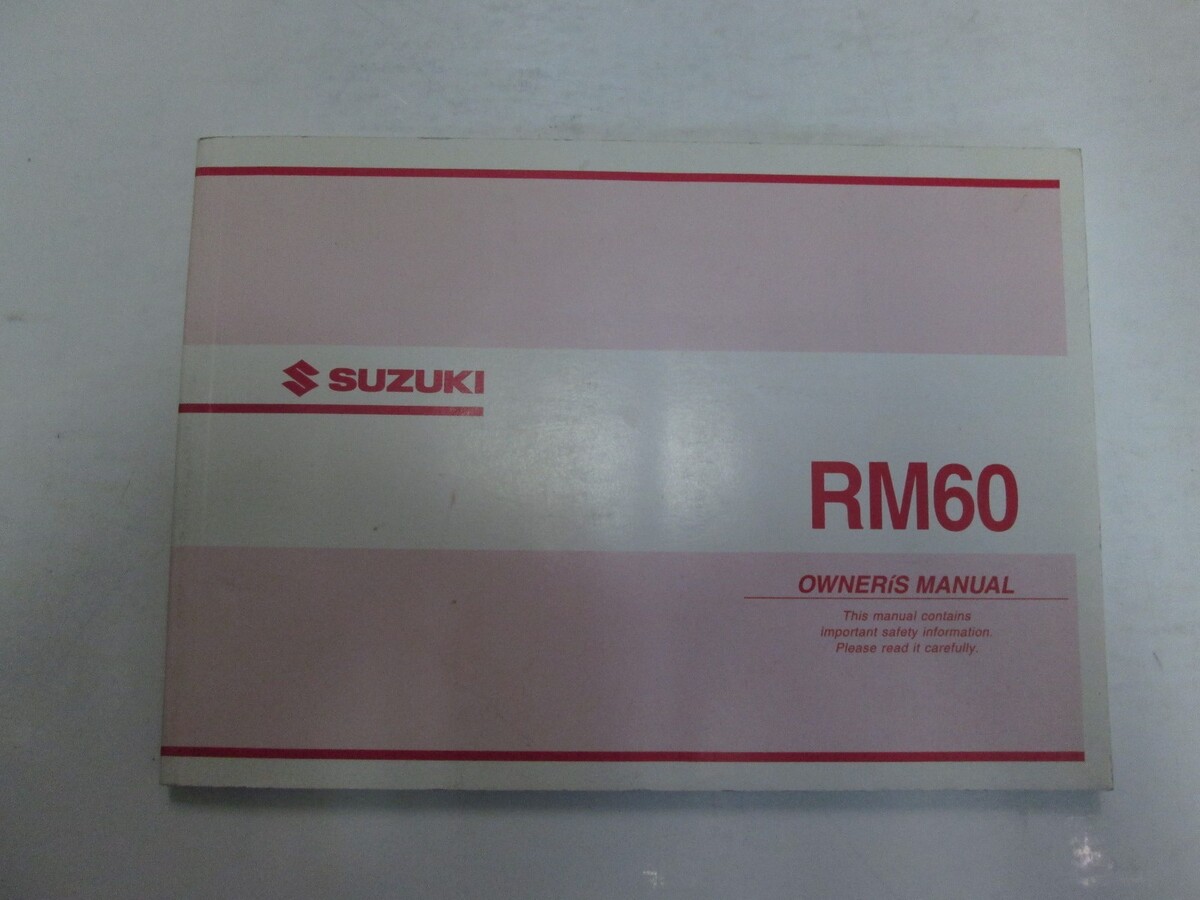 SUZUKI
RM60
OWNERíS MANUAL
This manual contains
important safety information.
Please read it carefully.